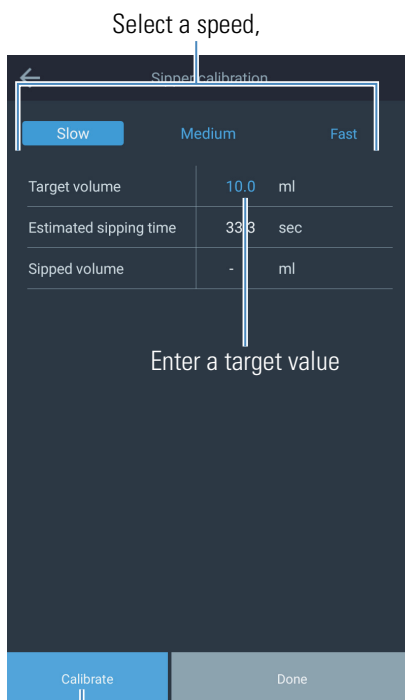 Select a speed,
Sipper calibration
Slow Medium Fast
Target volume 10.0 ml
Estimated sipping time 33.3 sec
Sipped volume - ml
Enter a target value
Calibrate Done